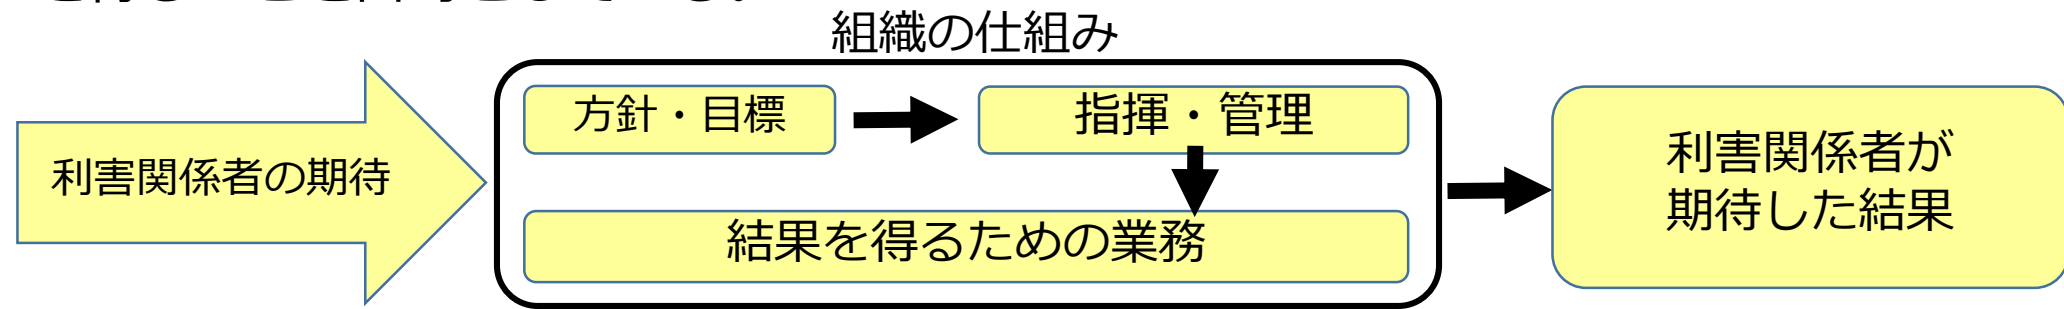 組織の仕組み
利害関係者の期待
方針・目標
指揮・管理
結果を得るための業務
利害関係者が
期待した結果